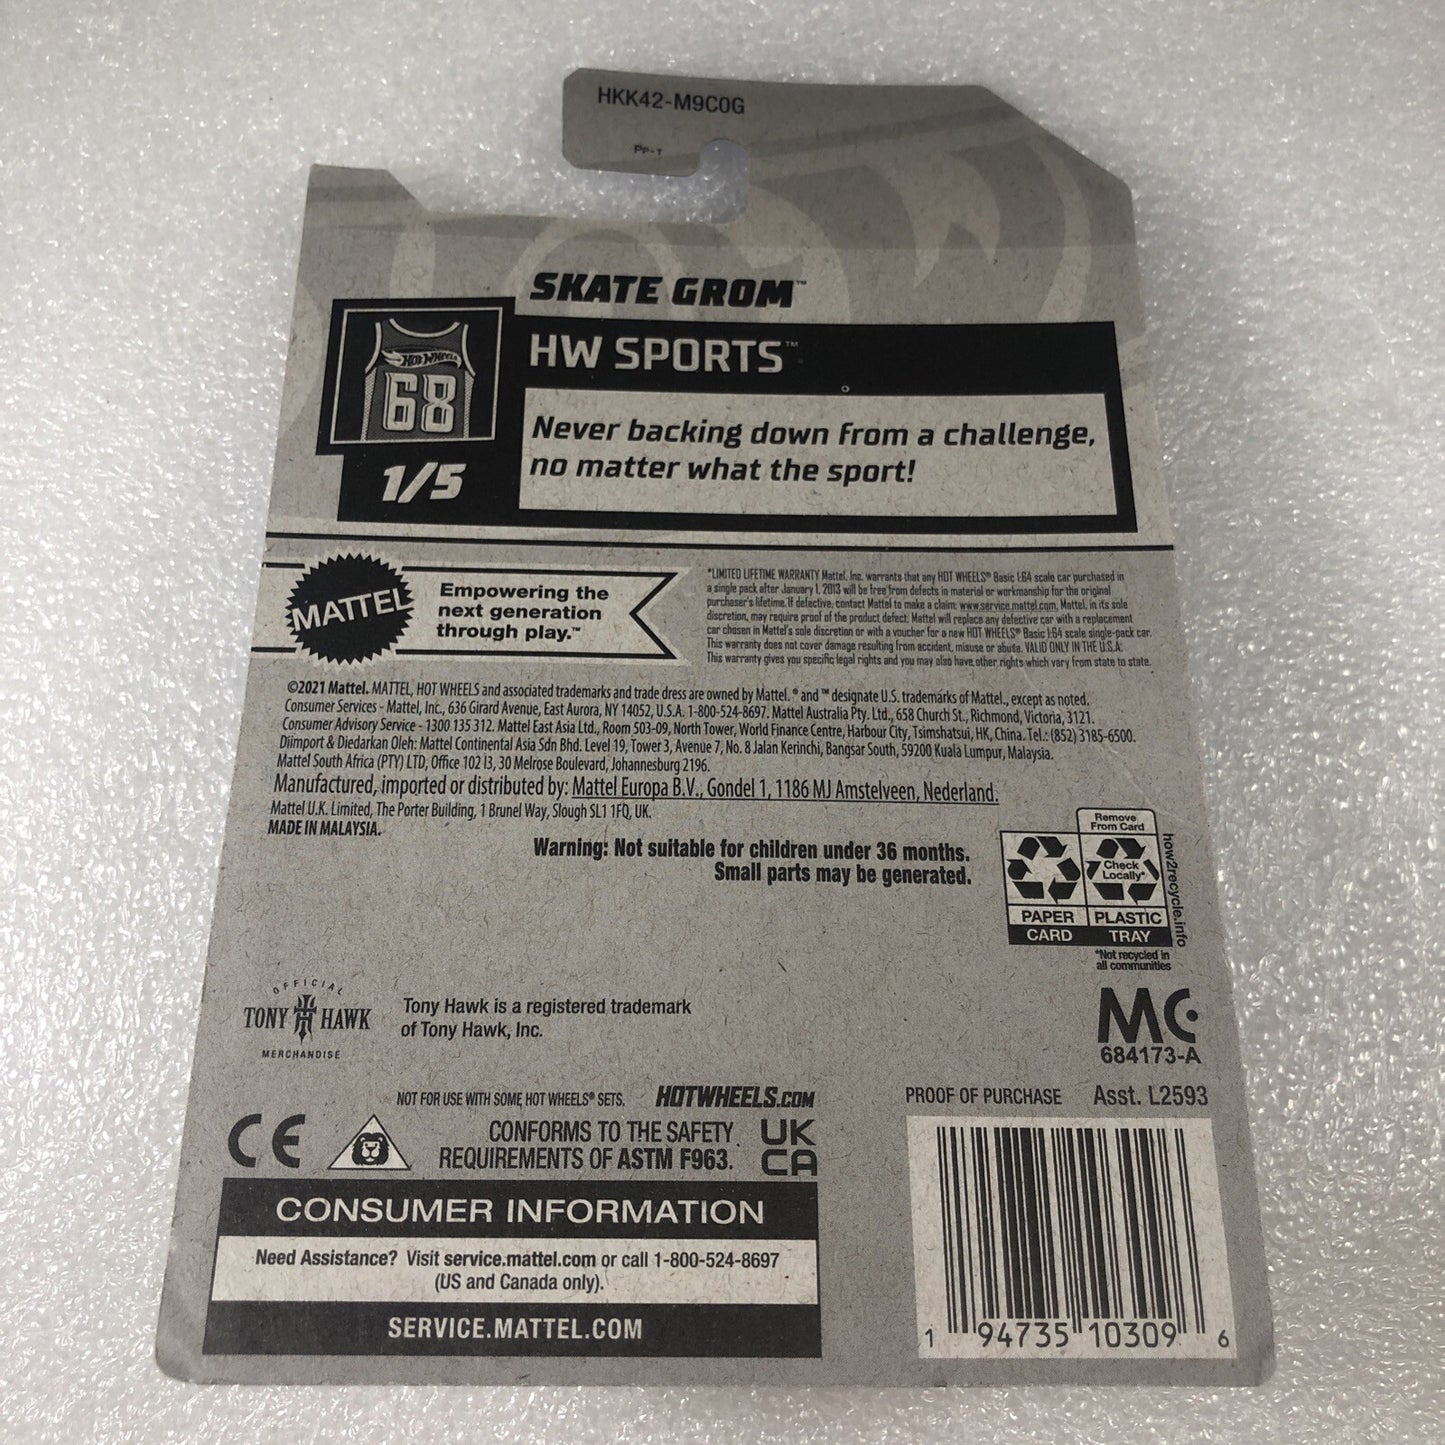 HKK42-M9C0G
PP-T
SKATE GROM™
HW SPORTS™
HOT WHEELS
68
1/5
Never backing down from a challenge,
no matter what the sport!
MATTEL
Empowering the
next generation
through play.™
*LIMITED LIFETIME WARRANTY Mattel, Inc. warrants that any HOT WHEELS® Basic 1:64 scale car purchased in
a single pack after January 1, 2013 will be free from defects in material or workmanship for the original
purchaser's lifetime. If defective, contact Mattel to make a claim: www.service.mattel.com. Mattel, in its sole
discretion, may require proof of the product defect. Mattel will replace any defective car with a replacement
car chosen in Mattel's sole discretion or with a voucher for a new HOT WHEELS® Basic 1:64 scale single-pack car.
This warranty does not cover damage resulting from accident, misuse or abuse. VALID ONLY IN THE U.S.A.
This warranty gives you specific legal rights and you may also have other rights which vary from state to state.
©2021 Mattel. MATTEL, HOT WHEELS and associated trademarks and trade dress are owned by Mattel. ® and ™ designate U.S. trademarks of Mattel., except as noted.
Consumer Services - Mattel, Inc., 636 Girard Avenue, East Aurora, NY 14052, U.S.A. 1-800-524-8697. Mattel Australia Pty. Ltd., 658 Church St., Richmond, Victoria, 3121.
Consumer Advisory Service - 1300 135 312. Mattel East Asia Ltd., Room 503-09, North Tower, World Finance Centre, Harbour City, Tsimshatsui, HK, China. Tel.: (852) 3185-6500.
Diimport & Diedarkan Oleh: Mattel Continental Asia Sdn Bhd. Level 19, Tower 3, Avenue 7, No. 8 Jalan Kerinchi, Bangsar South, 59200 Kuala Lumpur, Malaysia.
Mattel South Africa (PTY) LTD, Office 102 I3, 30 Melrose Boulevard, Johannesburg 2196.
Manufactured, imported or distributed by: Mattel Europa B.V., Gondel 1, 1186 MJ Amstelveen, Nederland.
Mattel U.K. Limited, The Porter Building, 1 Brunel Way, Slough SL1 1FQ, UK.
MADE IN MALAYSIA.
Warning: Not suitable for children under 36 months.
Small parts may be generated.
Remove
From Card
Check
Locally*
PAPER
PLASTIC
CARD
TRAY
how2recycle.info
*Not recycled in
all communities
OFFICIAL
TONY HAWK
MERCHANDISE
Tony Hawk is a registered trademark
of Tony Hawk, Inc.
MC
684173-A
NOT FOR USE WITH SOME HOT WHEELS® SETS.
HOTWHEELS.COM
PROOF OF PURCHASE
Asst. L2593
CE
CONFORMS TO THE SAFETY
REQUIREMENTS OF ASTM F963.
UK
CA
CONSUMER INFORMATION
Need Assistance? Visit service.mattel.com or call 1-800-524-8697
(US and Canada only).
SERVICE.MATTEL.COM
1 94735 10309 6